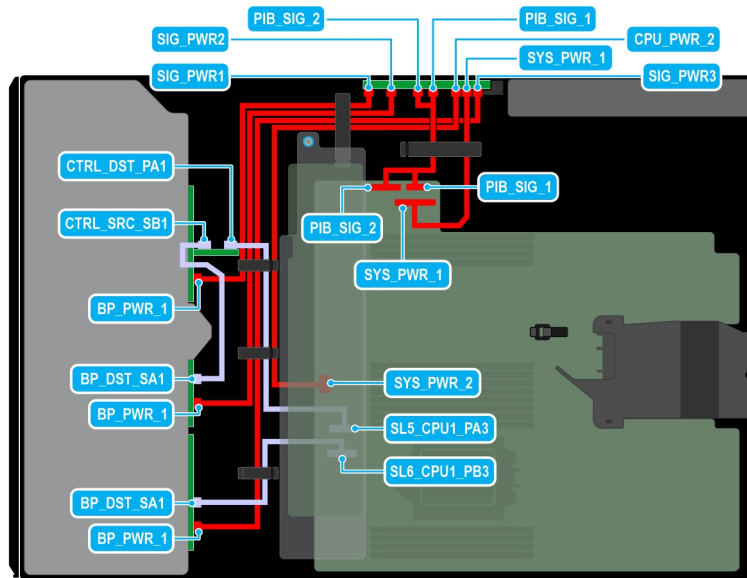 PIB_SIG_2
PIB_SIG_1
SIG_PWR2
CPU_PWR_2
SYS_PWR_1
SIG_PWR1
SIG_PWR3
CTRL_DST_PA1
PIB_SIG_1
CTRL_SRC_SB1
PIB_SIG_2
SYS_PWR_1
BP_PWR_1
BP_DST_SA1
SYS_PWR_2
BP_PWR_1
SL5_CPU1_PA3
SL6_CPU1_PB3
BP_DST_SA1
BP_PWR_1